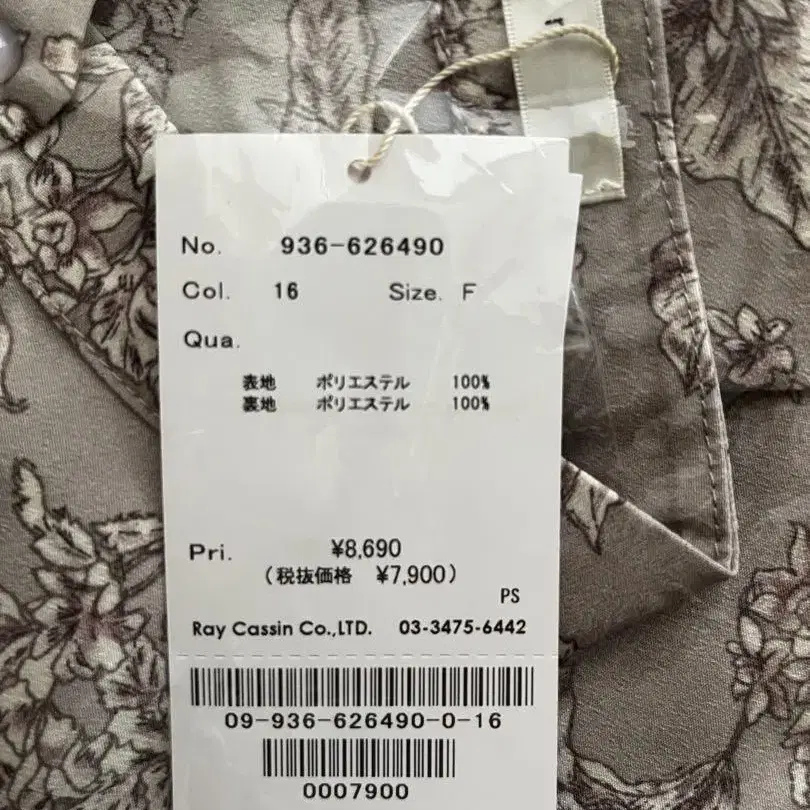 No. 936-626490
Col. 16 Size. F
Qua.
表地 ポリエステル 100%
裏地 ポリエステル 100%
Pri. ¥8,690
(税抜価格 ¥7,900)
PS
Ray Cassin Co.,LTD. 03-3475-6442
09-936-626490-0-16
0007900